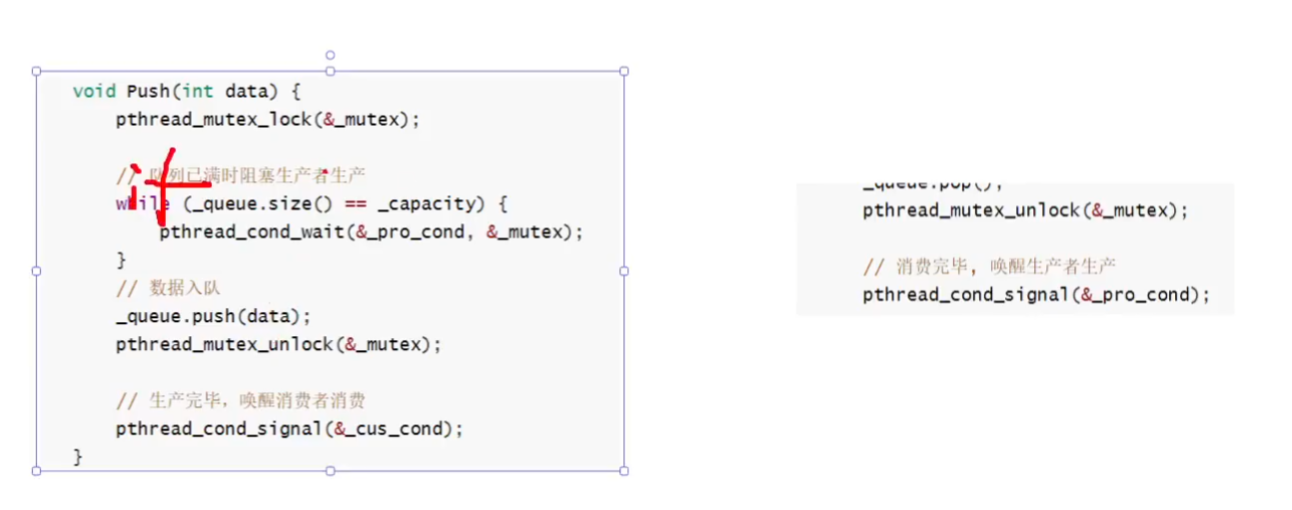 void Push(int data) {
pthread_mutex_lock(&_mutex);
// 队列已满时阻塞生产者生产
while (_queue.size() == _capacity) {
pthread_cond_wait(&_pro_cond, &_mutex);
}
// 数据入队
_queue.push(data);
pthread_mutex_unlock(&_mutex);
// 生产完毕，唤醒消费者消费
pthread_cond_signal(&_cus_cond);
}
_queue.pop();
pthread_mutex_unlock(&_mutex);
// 消费完毕，唤醒生产者生产
pthread_cond_signal(&_pro_cond);